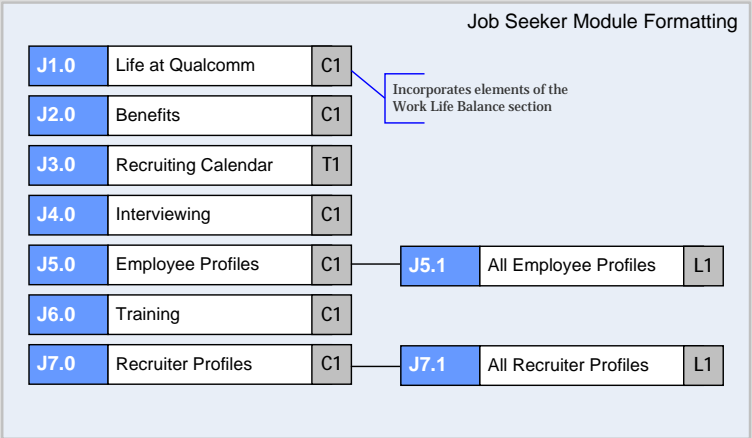 Job Seeker Module Formatting
J1.0 Life at Qualcomm C1
Incorporates elements of the
Work Life Balance section
J2.0 Benefits C1
J3.0 Recruiting Calendar T1
J4.0 Interviewing C1
J5.0 Employee Profiles C1 J5.1 All Employee Profiles L1
J6.0 Training C1
J7.0 Recruiter Profiles C1 J7.1 All Recruiter Profiles L1